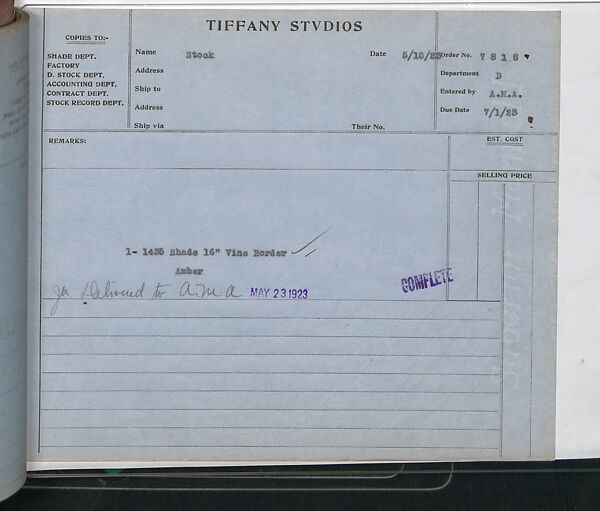 TIFFANY STVDIOS
COPIES TO:-
SHADE DEPT.
FACTORY
D. STOCK DEPT.
ACCOUNTING DEPT.
CONTRACT DEPT.
STOCK RECORD DEPT.
Name Stock
Date 5/10/23
Address
Ship to
Address
Ship via
Their No.
Order No. 7818
Department D
Entered by A.M.A.
Due Date 7/1/23
REMARKS:
EST. COST
SELLING PRICE
1- 1435 Shade 16" Vine Border
Amber
Delivered to A.M.A MAY 23 1923
COMPLETE